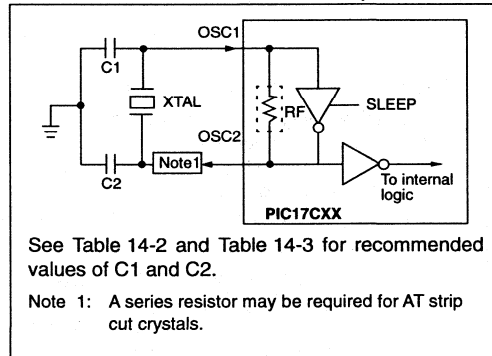 OSC1
C1
XTAL
RF
SLEEP
OSC2
Note1
C2
To internal
logic
PIC17CXX
See Table 14-2 and Table 14-3 for recommended
values of C1 and C2.
Note 1: A series resistor may be required for AT strip
cut crystals.